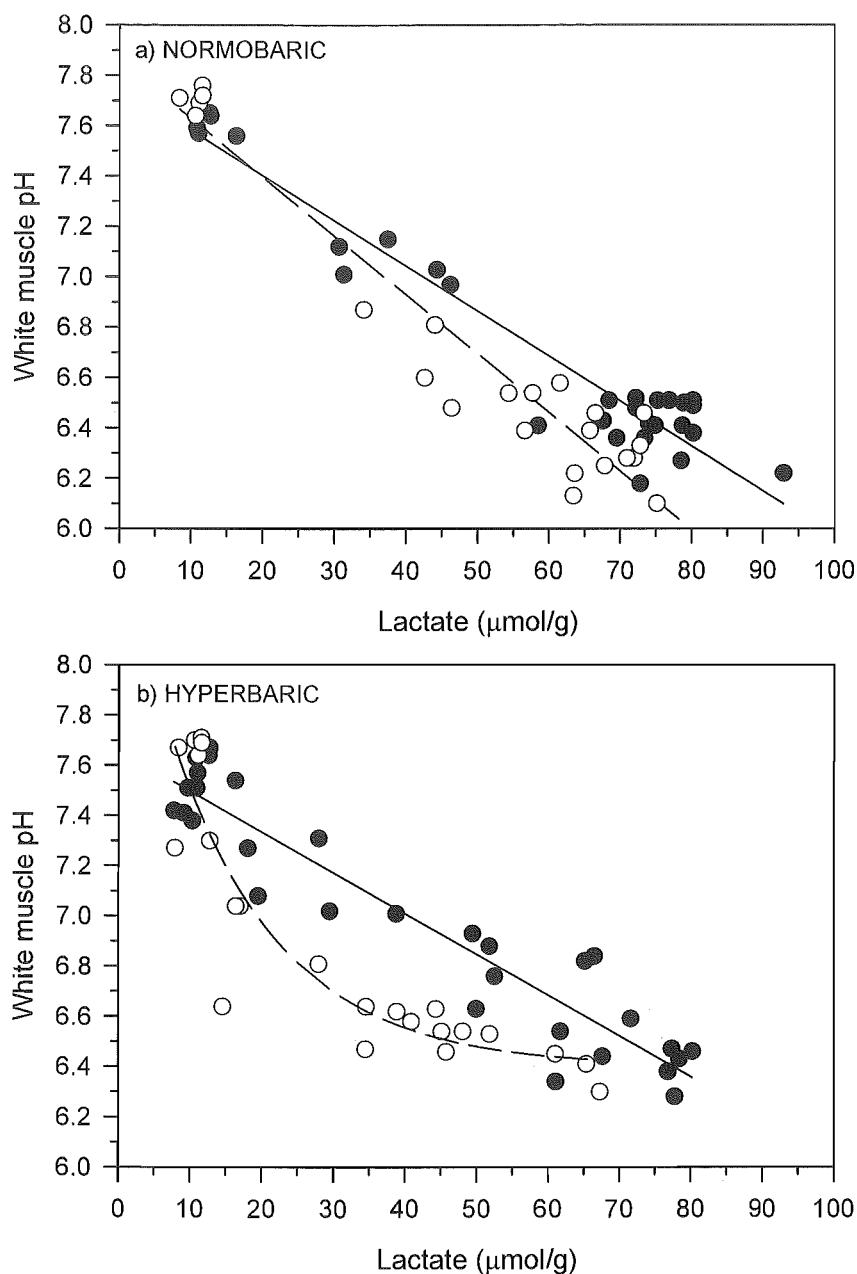 a) NORMOBARIC
White muscle pH
8.0
7.8
7.6
7.4
7.2
7.0
6.8
6.6
6.4
6.2
6.0
0 10 20 30 40 50 60 70 80 90 100
Lactate (μmol/g)
b) HYPERBARIC
White muscle pH
8.0
7.8
7.6
7.4
7.2
7.0
6.8
6.6
6.4
6.2
6.0
0 10 20 30 40 50 60 70 80 90 100
Lactate (μmol/g)